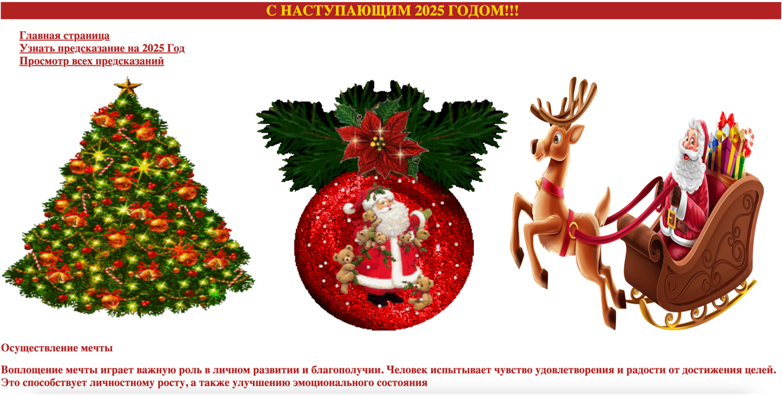 С НАСТУПАЮЩИМ 2025 ГОДОМ!!!
Главная страница
Узнать предсказание на 2025 Год
Просмотр всех предсказаний
Осуществление мечты
Воплощение мечты играет важную роль в личном развитии и благополучии. Человек испытывает чувство удовлетворения и радости от достижения целей.
Это способствует личностному росту, а также улучшению эмоционального состояния